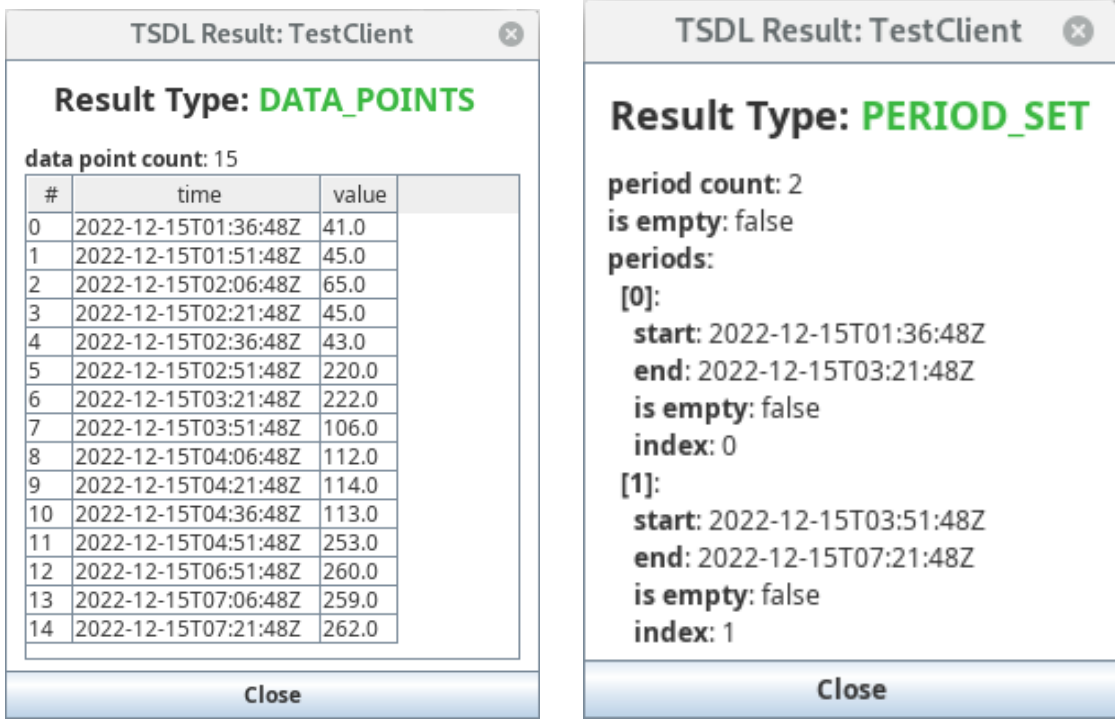 TSDL Result: TestClient
Result Type: DATA_POINTS
data point count: 15
# time value
0 2022-12-15T01:36:48Z 41.0
1 2022-12-15T01:51:48Z 45.0
2 2022-12-15T02:06:48Z 65.0
3 2022-12-15T02:21:48Z 45.0
4 2022-12-15T02:36:48Z 43.0
5 2022-12-15T02:51:48Z 220.0
6 2022-12-15T03:21:48Z 222.0
7 2022-12-15T03:51:48Z 106.0
8 2022-12-15T04:06:48Z 112.0
9 2022-12-15T04:21:48Z 114.0
10 2022-12-15T04:36:48Z 113.0
11 2022-12-15T04:51:48Z 253.0
12 2022-12-15T06:51:48Z 260.0
13 2022-12-15T07:06:48Z 259.0
14 2022-12-15T07:21:48Z 262.0
Close
TSDL Result: TestClient
Result Type: PERIOD_SET
period count: 2
is empty: false
periods:
[0]:
start: 2022-12-15T01:36:48Z
end: 2022-12-15T03:21:48Z
is empty: false
index: 0
[1]:
start: 2022-12-15T03:51:48Z
end: 2022-12-15T07:21:48Z
is empty: false
index: 1
Close